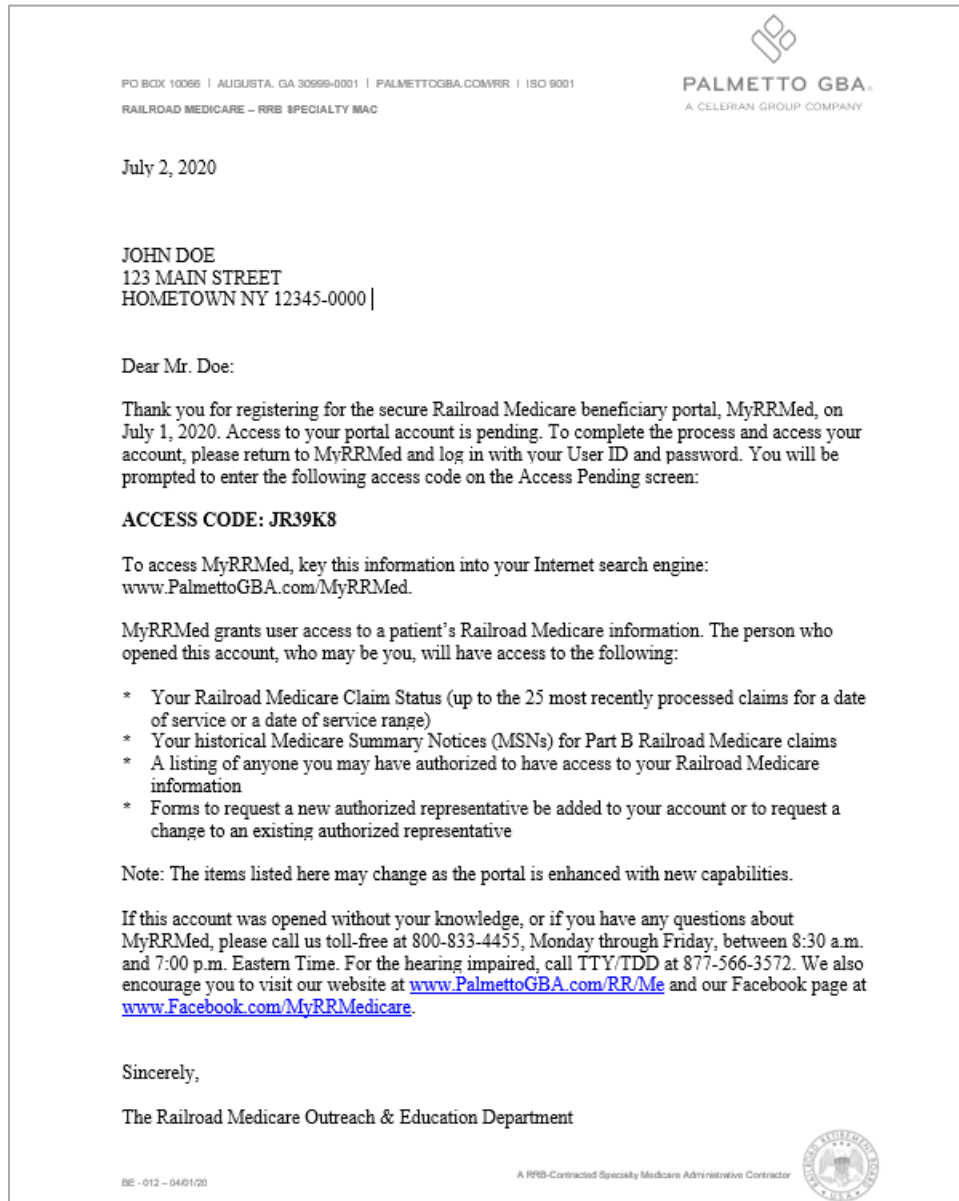 PO BOX 10066 | AUGUSTA. GA 30999-0001 | PALMETTOGBA.COM/RR | ISO 9001
RAILROAD MEDICARE – RRB SPECIALTY MAC
PALMETTO GBA®
A CELERIAN GROUP COMPANY
July 2, 2020
JOHN DOE
123 MAIN STREET
HOMETOWN NY 12345-0000
Dear Mr. Doe:
Thank you for registering for the secure Railroad Medicare beneficiary portal, MyRRMed, on
July 1, 2020. Access to your portal account is pending. To complete the process and access your
account, please return to MyRRMed and log in with your User ID and password. You will be
prompted to enter the following access code on the Access Pending screen:
ACCESS CODE: JR39K8
To access MyRRMed, key this information into your Internet search engine:
www.PalmettoGBA.com/MyRRMed.
MyRRMed grants user access to a patient’s Railroad Medicare information. The person who
opened this account, who may be you, will have access to the following:
* Your Railroad Medicare Claim Status (up to the 25 most recently processed claims for a date
of service or a date of service range)
* Your historical Medicare Summary Notices (MSNs) for Part B Railroad Medicare claims
* A listing of anyone you may have authorized to have access to your Railroad Medicare
information
* Forms to request a new authorized representative be added to your account or to request a
change to an existing authorized representative
Note: The items listed here may change as the portal is enhanced with new capabilities.
If this account was opened without your knowledge, or if you have any questions about
MyRRMed, please call us toll-free at 800-833-4455, Monday through Friday, between 8:30 a.m.
and 7:00 p.m. Eastern Time. For the hearing impaired, call TTY/TDD at 877-566-3572. We also
encourage you to visit our website at www.PalmettoGBA.com/RR/Me and our Facebook page at
www.Facebook.com/MyRRMedicare.
Sincerely,
The Railroad Medicare Outreach & Education Department
BE - 012 – 04/01/20
A RRB-Contracted Specialty Medicare Administrative Contractor
RAILROAD RETIREMENT BOARD
U.S.A.